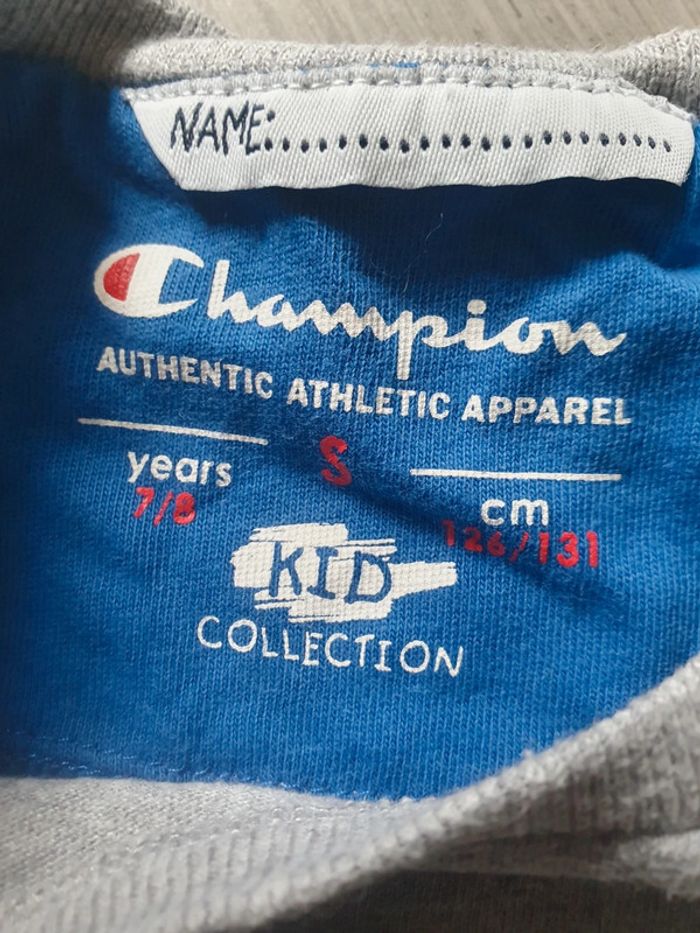 NAME:..............................
Champion
AUTHENTIC ATHLETIC APPAREL
S
years
7/8
cm
126/131
KID
COLLECTION